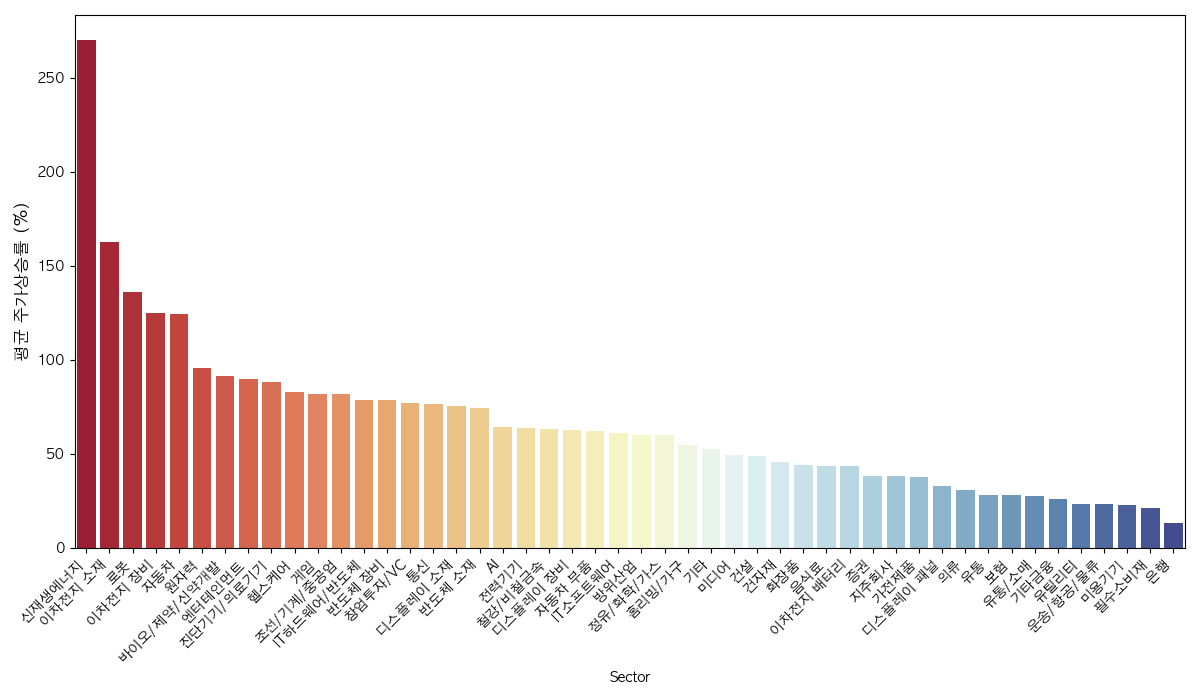 평균 주가상승률 (%)
250
200
150
100
50
0
신재생에너지
이차전지 소재
로봇
이차전지 장비
자동차
원자력
바이오/제약/신약개발
엔터테인먼트
진단기기/의료기기
헬스케어
게임
조선/기계/중공업
IT하드웨어/반도체
반도체 장비
창업투자/VC
통신
디스플레이 소재
반도체 소재
AI
전력기기
철강/비철금속
디스플레이 장비
자동차 부품
IT소프트웨어
방위산업
정유/화학/가스
홈리빙/가구
기타
미디어
건설
건자재
화장품
음식료
이차전지 배터리
증권
지주회사
가전제품
디스플레이 패널
의류
유통
보험
유통/소매
기타금융
유틸리티
운송/항공/물류
미용기기
필수소비재
은행
Sector